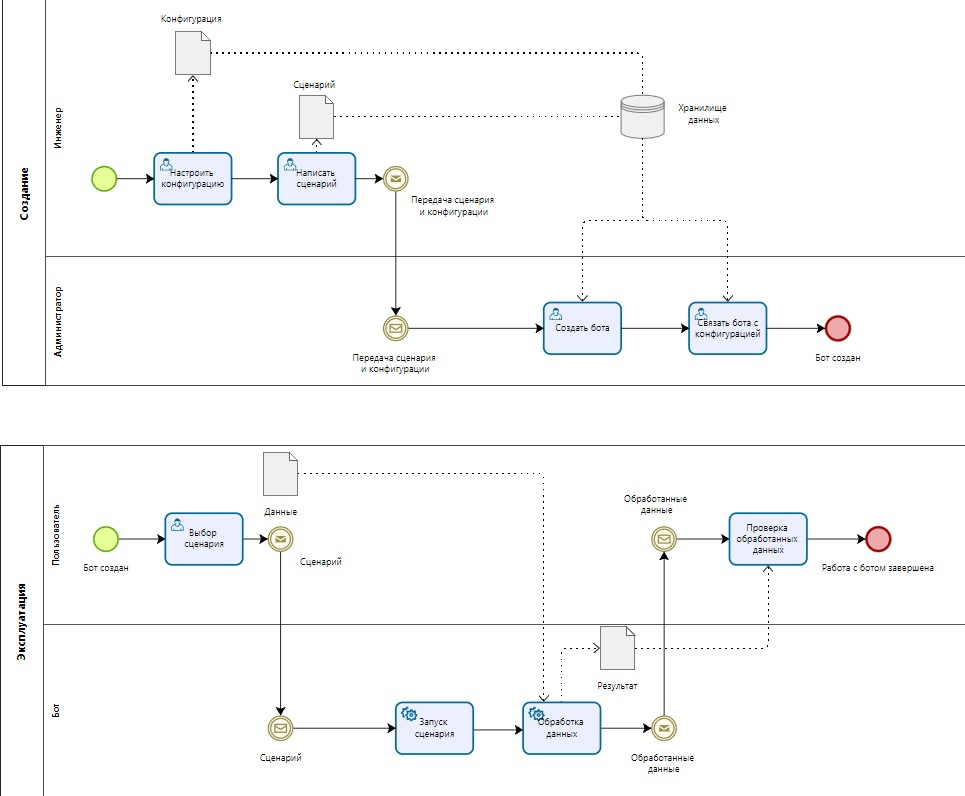 Конфигурация
Сценарий
Хранилище
данных
Создание
Инженер
Настроить
конфигурацию
Написать
сценарий
Передача сценария
и конфигурации
Администратор
Создать бота
Связать бота с
конфигурацией
Передача сценария
и конфигурации
Бот создан
Эксплуатация
Пользователь
Данные
Обработанные
данные
Выбор
сценария
Бот создан
Сценарий
Проверка
обработанных
данных
Работа с ботом завершена
Бот
Результат
Запуск
сценария
Обработка
данных
Сценарий
Обработанные
данные